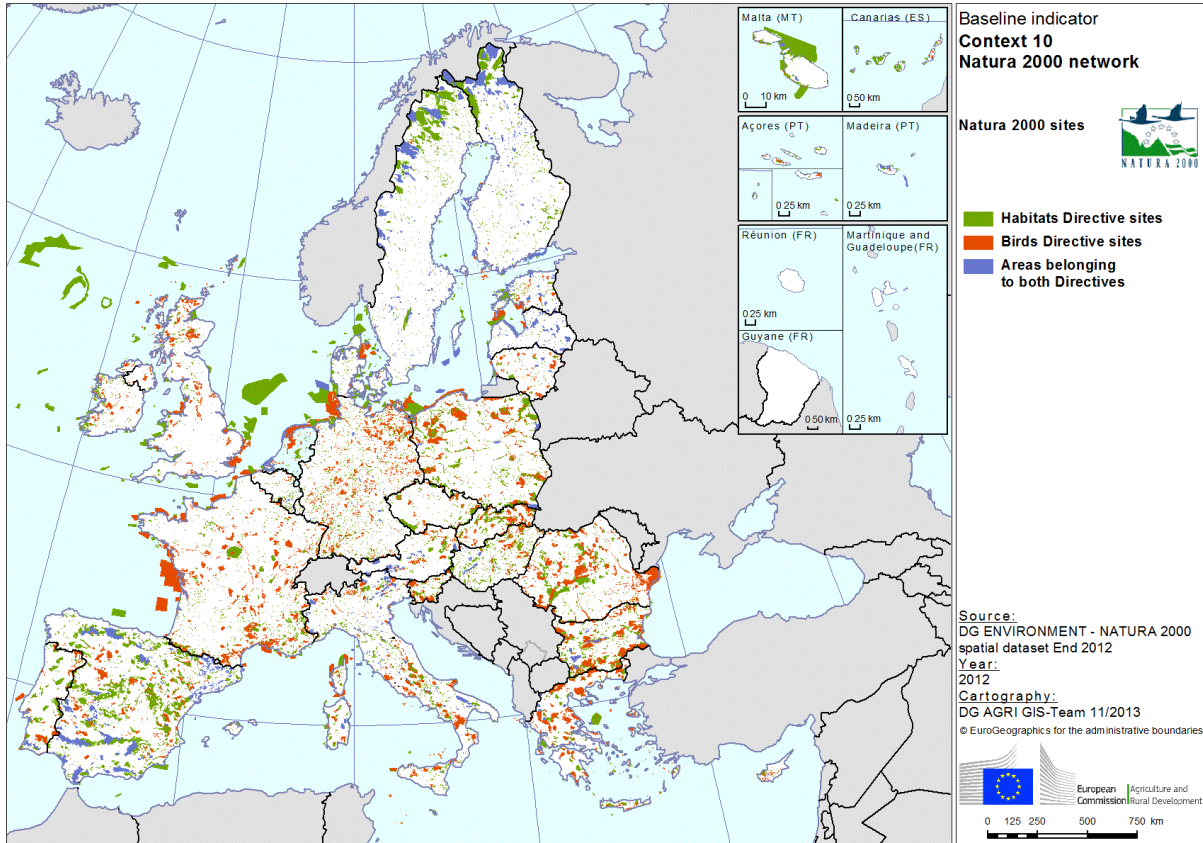 Malta (MT)
0 10 km
Canarias (ES)
0 50 km
Açores (PT)
0 25 km
Madeira (PT)
0 25 km
Réunion (FR)
0 25 km
Martinique and
Guadeloupe(FR)
0 25 km
Guyane (FR)
0 50 km
Baseline indicator
Context 10
Natura 2000 network
Natura 2000 sites
NATURA 2000
Habitats Directive sites
Birds Directive sites
Areas belonging
to both Directives
Source:
DG ENVIRONMENT - NATURA 2000
spatial dataset End 2012
Year:
2012
Cartography:
DG AGRI GIS-Team 11/2013
© EuroGeographics for the administrative boundaries
European
Commission
Agriculture and
Rural Development
0 125 250 500 750 km